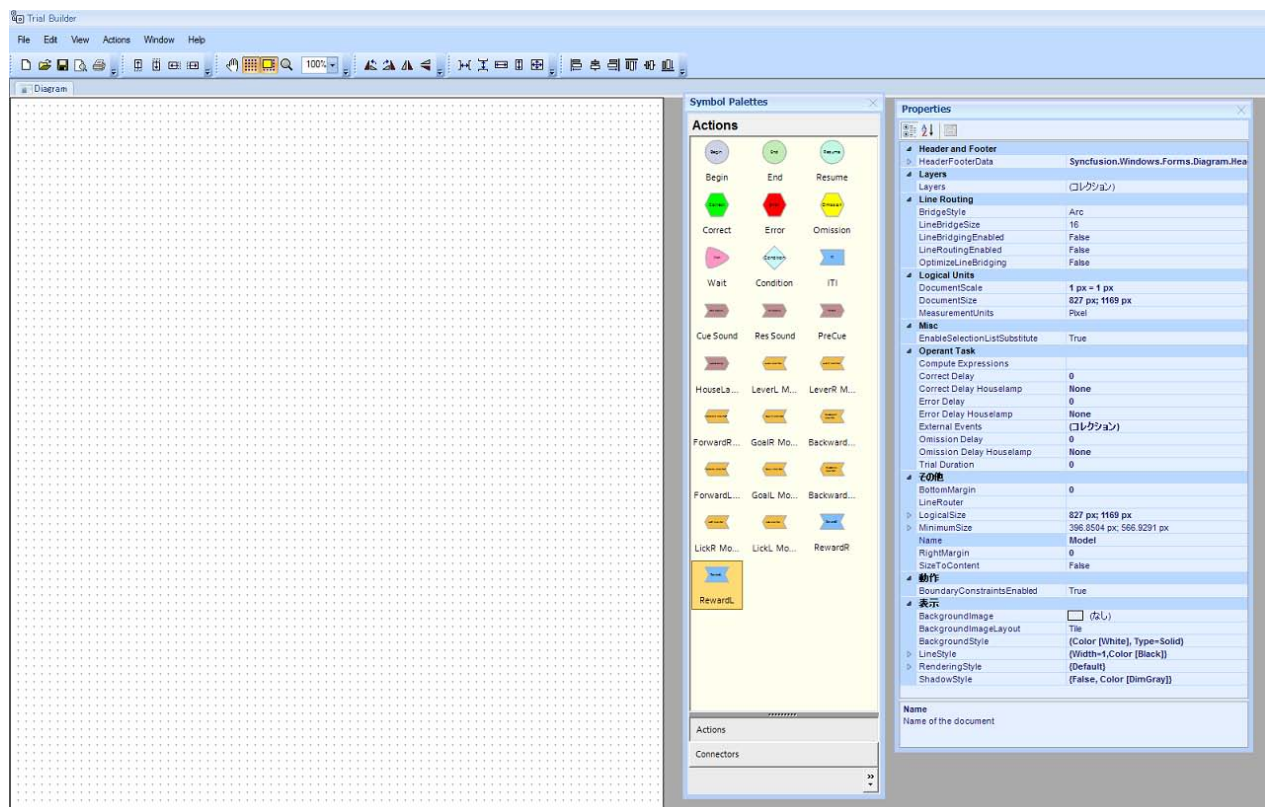 Trial Builder
File Edit View Actions Window Help
100%
Diagram
Symbol Palettes
Actions
Begin End Resume
Begin End Resume
Correct Error Omission
Correct Error Omission
Wait Condition ITI
Cue Sound Res Sound PreCue
HouseLa... LeverL M... LeverR M...
ForwardR... GoalR Mo... Backward...
ForwardL... GoalL Mo... Backward...
LickR Mo... LickL Mo... RewardR
RewardL
Actions
Connectors
Properties
Header and Footer
HeaderFooterData Syncfusion.Windows.Forms.Diagram.Hea
Layers
Layers (コレクション)
Line Routing
BridgeStyle Arc
LineBridgeSize 16
LineBridgingEnabled False
LineRoutingEnabled False
OptimizeLineBridging False
Logical Units
DocumentScale 1 px = 1 px
DocumentSize 827 px; 1169 px
MeasurementUnits Pixel
Misc
EnableSelectionListSubstitute True
Operant Task
Compute Expressions
Correct Delay 0
Correct Delay Houselamp None
Error Delay 0
Error Delay Houselamp None
External Events (コレクション)
Omission Delay 0
Omission Delay Houselamp None
Trial Duration 0
その他
BottomMargin 0
LineRouter
LogicalSize 827 px; 1169 px
MinimumSize 396.8504 px; 566.9291 px
Name Model
RightMargin 0
SizeToContent False
動作
BoundaryConstraintsEnabled True
表示
BackgroundImage (なし)
BackgroundImageLayout Tile
BackgroundStyle {Color [White], Type=Solid}
LineStyle {Width=1,Color [Black]}
RenderingStyle {Default}
ShadowStyle {False, Color [DimGray]}
Name
Name of the document